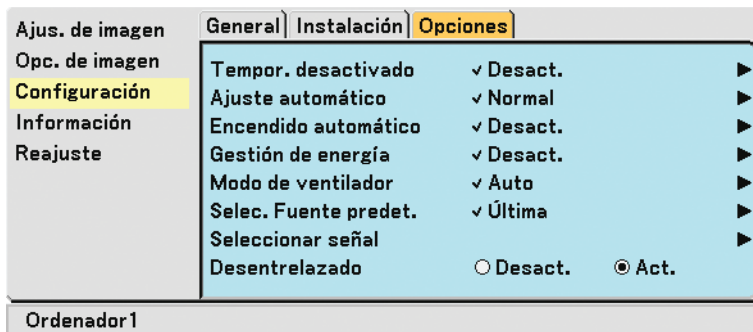 Ajus. de imagen
Opc. de imagen
Configuración
Información
Reajuste
General Instalación Opciones
Tempor. desactivado ✓ Desact. ▶
Ajuste automático ✓ Normal ▶
Encendido automático ✓ Desact. ▶
Gestión de energía ✓ Desact. ▶
Modo de ventilador ✓ Auto ▶
Selec. Fuente predet. ✓ Última ▶
Seleccionar señal ▶
Desentrelazado ○ Desact. ◉ Act.
Ordenador1